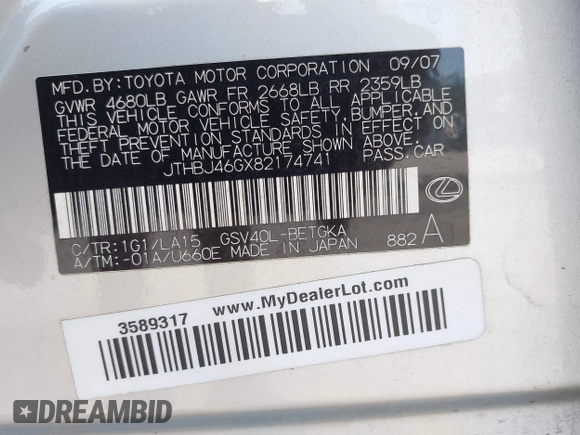 MFD.BY:TOYOTA MOTOR CORPORATION 09/07
GVWR 4680LB GAWR FR 2668LB RR 2359LB
THIS VEHICLE CONFORMS TO ALL APPLICABLE
FEDERAL MOTOR VEHICLE SAFETY,BUMPER,AND
THEFT PREVENTION STANDARDS IN EFFECT ON
THE DATE OF MANUFACTURE SHOWN ABOVE.
JTHBJ46GX82174741 PASS.CAR
C/TR:1G1/LA15 GSV40L-BETGKA
A/TM:-01A/U660E MADE IN JAPAN 882 A
www.MyDealerLot.com
3589317
DREAMBID